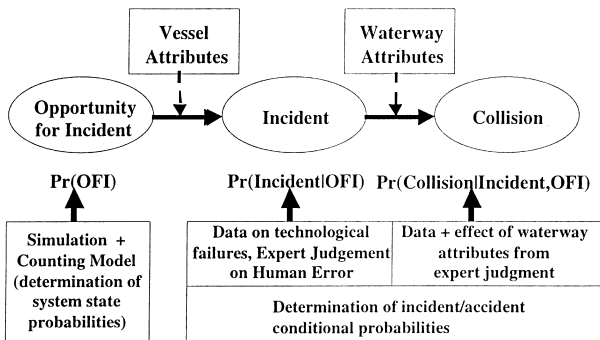 Vessel
Attributes
Waterway
Attributes
Opportunity
for Incident
Incident
Collision
Pr(OFI)
Pr(Incident|OFI)
Pr(Collision|Incident,OFI)
Simulation +
Counting Model
(determination of
system state
probabilities)
Data on technological
failures, Expert Judgement
on Human Error
Data + effect of waterway
attributes from
expert judgment
Determination of incident/accident
conditional probabilities